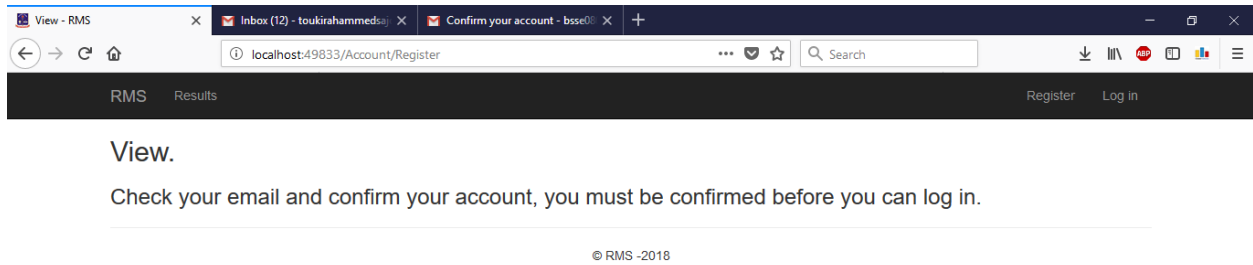 View - RMS
Inbox (12) - toukirahammedsaj
Confirm your account - bsse08
localhost:49833/Account/Register
Search
ABP
RMS Results Register Log in
View.
Check your email and confirm your account, you must be confirmed before you can log in.
© RMS -2018